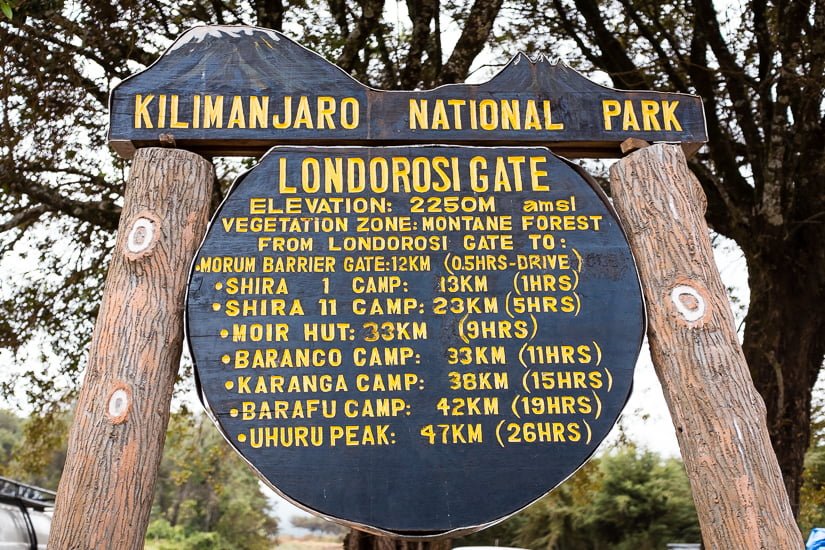 KILIMANJARO NATIONAL PARK
LONDOROSI GATE
ELEVATION: 2250M amsl
VEGETATION ZONE: MONTANE FOREST
FROM LONDOROSI GATE TO:
•MORUM BARRIER GATE:12KM (0.5HRS-DRIVE)
•SHIRA 1 CAMP: 13KM (1HRS)
•SHIRA 11 CAMP: 23KM (5HRS)
•MOIR HUT: 33KM (9HRS)
•BARANCO CAMP: 33KM (11HRS)
•KARANGA CAMP: 38KM (15HRS)
•BARAFU CAMP: 42KM (19HRS)
•UHURU PEAK: 47KM (26HRS)